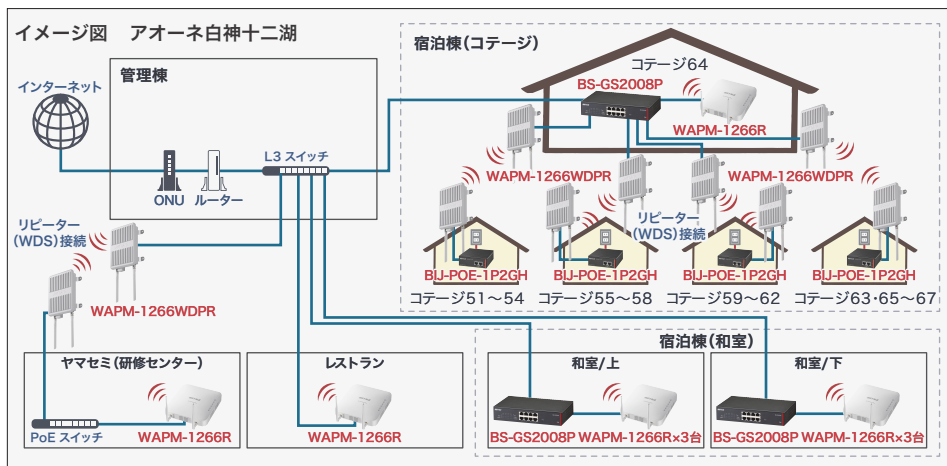 イメージ図 アオーネ白神十二湖
インターネット
管理棟
ONU
ルーター
L3 スイッチ
宿泊棟(コテージ)
コテージ64
BS-GS2008P
WAPM-1266R
WAPM-1266WDPR
WAPM-1266WDPR
リピーター
(WDS)接続
BIJ-POE-1P2GH
BIJ-POE-1P2GH
BIJ-POE-1P2GH
BIJ-POE-1P2GH
コテージ51〜54
コテージ55〜58
コテージ59〜62
コテージ63・65〜67
リピーター
(WDS)接続
WAPM-1266WDPR
ヤマセミ(研修センター)
PoE スイッチ
WAPM-1266R
レストラン
WAPM-1266R
宿泊棟(和室)
和室/上
BS-GS2008P
WAPM-1266R×3台
和室/下
BS-GS2008P
WAPM-1266R×3台